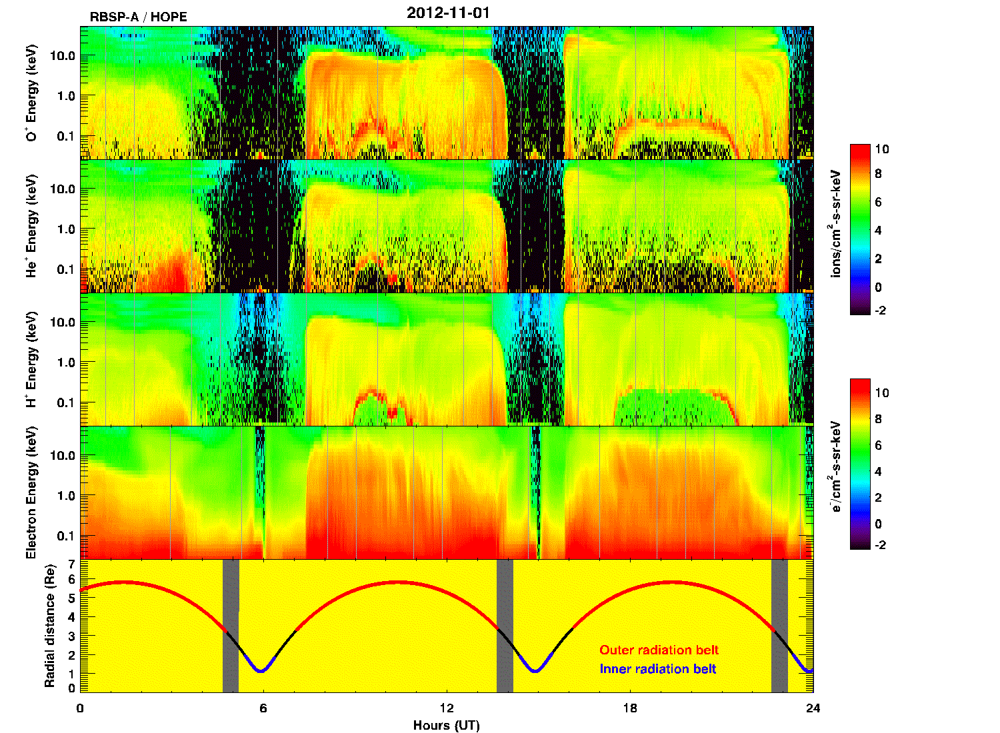 RBSP-A / HOPE
2012-11-01
O+ Energy (keV)
10.0
1.0
0.1
He+ Energy (keV)
10.0
1.0
0.1
H+ Energy (keV)
10.0
1.0
0.1
Electron Energy (keV)
10.0
1.0
0.1
Radial distance (Re)
7
6
5
4
3
2
1
0
Outer radiation belt
Inner radiation belt
0 6 12 18 24
Hours (UT)
ions/cm2-s-sr-keV
10
8
6
4
2
0
-2
e-/cm2-s-sr-keV
10
8
6
4
2
0
-2